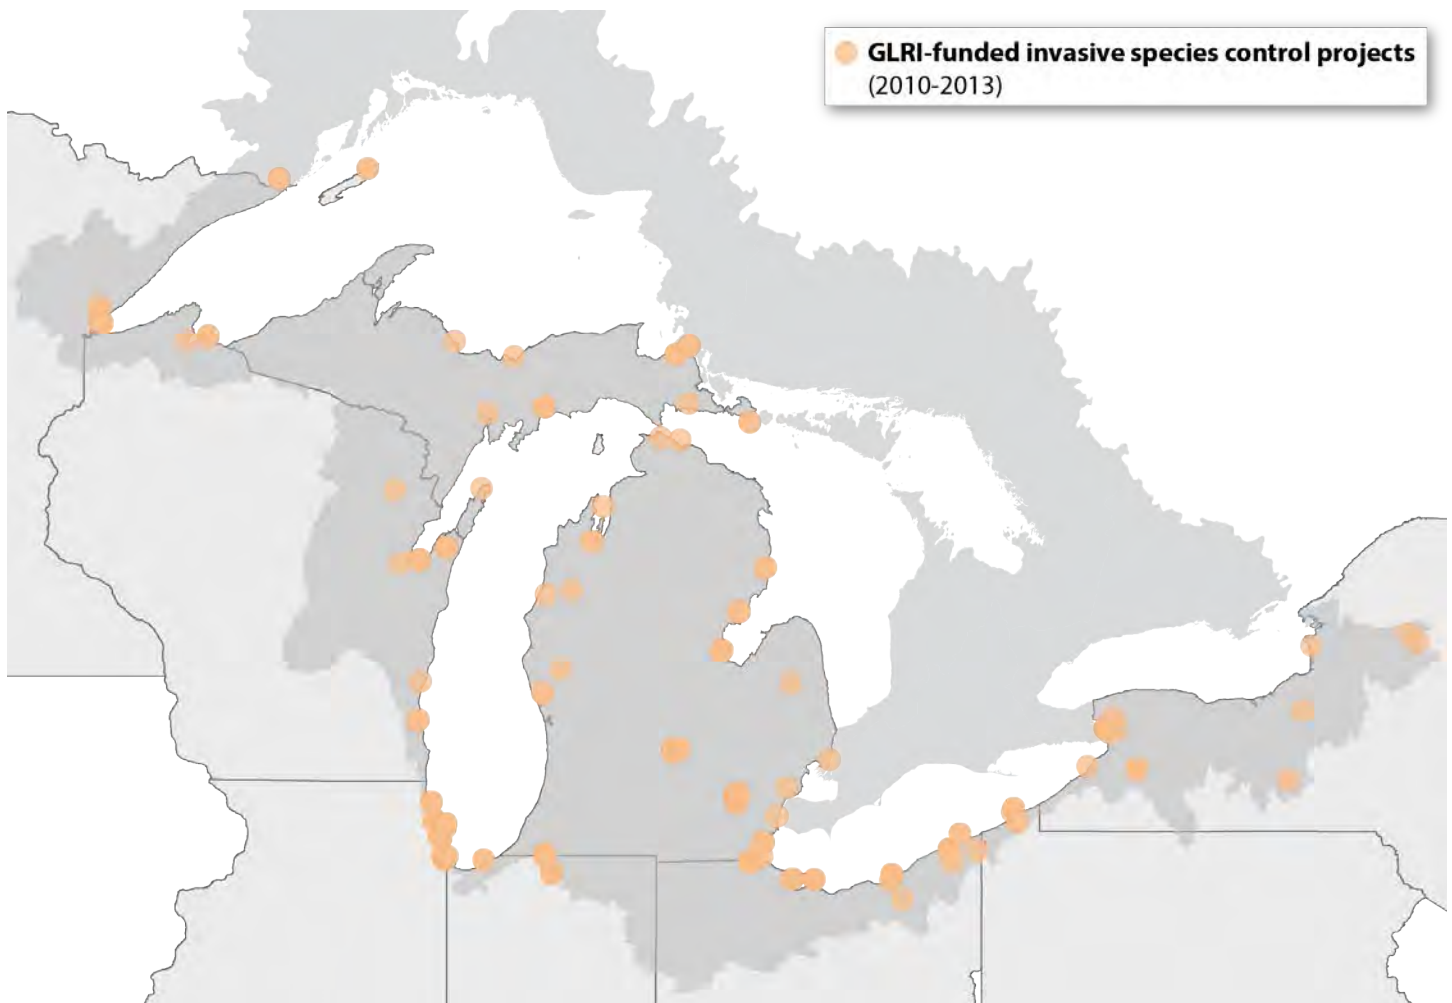 GLRI-funded invasive species control projects
(2010-2013)